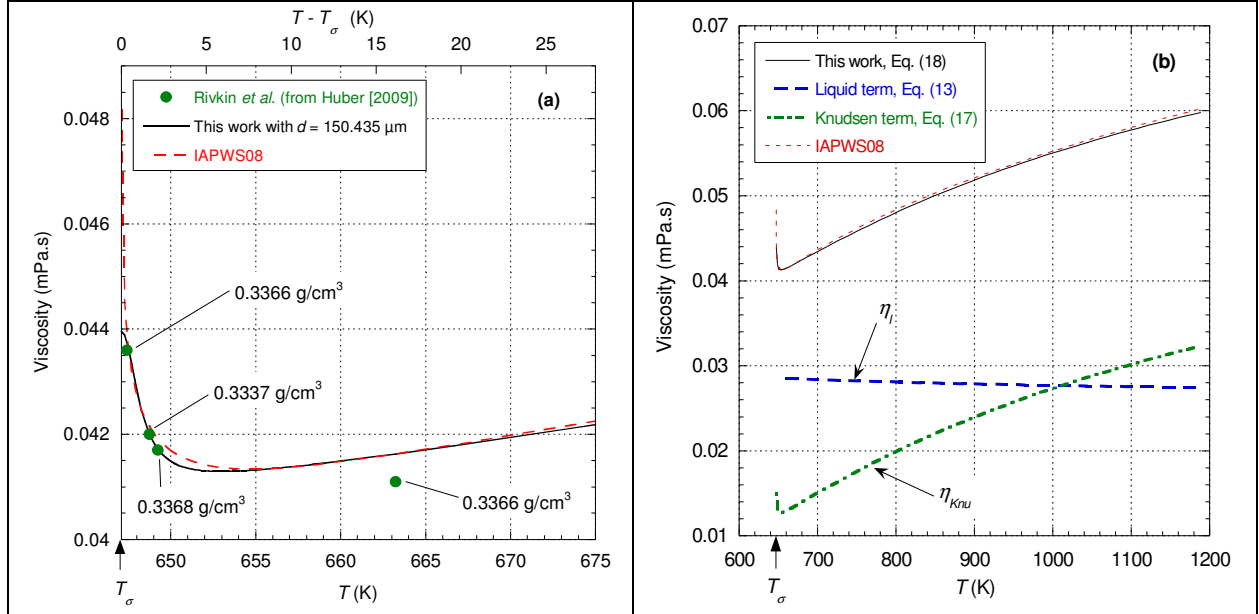 T - Tσ (K)
0 5 10 15 20 25
Rivkin et al. (from Huber [2009])
This work with d = 150.435 µm
IAPWS08
(a)
0.048
0.046
0.044
0.042
0.04
Viscosity (mPa.s)
0.3366 g/cm³
0.3337 g/cm³
0.3368 g/cm³
0.3366 g/cm³
650 655 660 665 670 675
Tσ
T (K)
This work, Eq. (18)
Liquid term, Eq. (13)
Knudsen term, Eq. (17)
IAPWS08
(b)
0.07
0.06
0.05
0.04
0.03
0.02
0.01
Viscosity (mPa.s)
ηl
ηKnu
600 700 800 900 1000 1100 1200
Tσ
T (K)